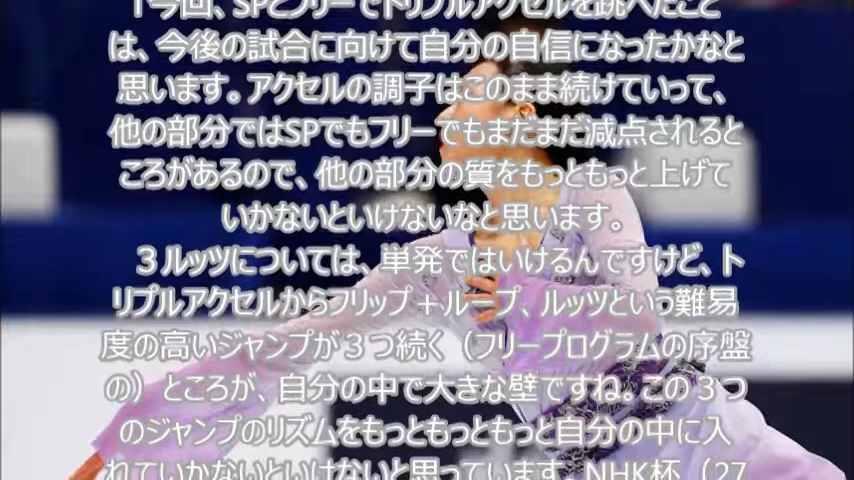 「今回、SPとフリーでトリプルアクセルを跳べたこと
は、今後の試合に向けて自分の自信になったかなと
思います。アクセルの調子はこのまま続けていって、
他の部分ではSPでもフリーでもまだまだ減点されると
ころがあるので、他の部分の質をもっともっと上げて
いかないといけないなと思います。
３ルッツについては、単発ではいけるんですけど、ト
リプルアクセルからフリップ＋ループ、ルッツという難易
度の高いジャンプが３つ続く（フリープログラムの序盤
の）ところが、自分の中で大きな壁ですね。この３つ
のジャンプのリズムをもっともっともっと自分の中に入
れていかないといけないと思っています。NHK杯（27